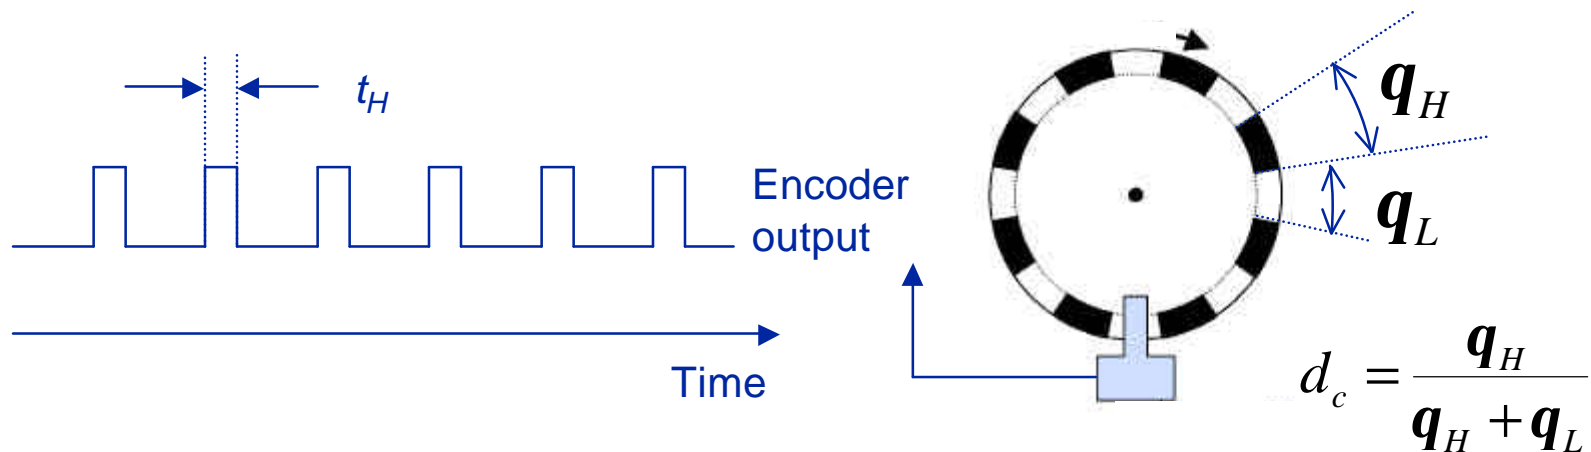 t_H
Encoder
output
Time
q_H
q_L
d_c = q_H / (q_H + q_L)